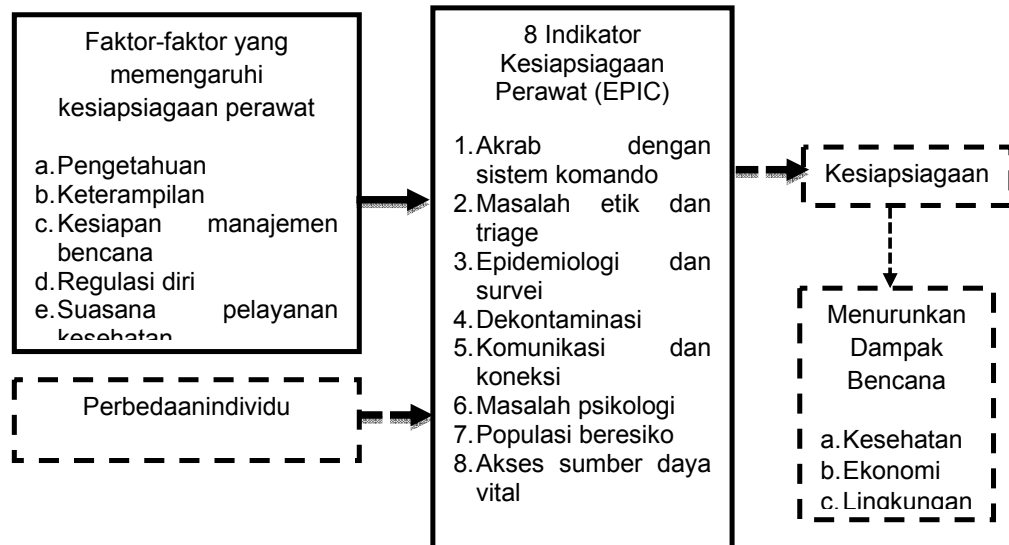 Faktor-faktor yang
memengaruhi
kesiapsiagaan perawat
a.Pengetahuan
b.Keterampilan
c.Kesiapan manajemen
bencana
d.Regulasi diri
e.Suasana pelayanan
kesehatan
Perbedaanindividu
8 Indikator
Kesiapsiagaan
Perawat (EPIC)
1.Akrab dengan
sistem komando
2.Masalah etik dan
triage
3.Epidemiologi dan
survei
4.Dekontaminasi
5.Komunikasi dan
koneksi
6.Masalah psikologi
7.Populasi beresiko
8.Akses sumber daya
vital
Kesiapsiagaan
Menurunkan
Dampak
Bencana
a.Kesehatan
b.Ekonomi
c.Lingkungan